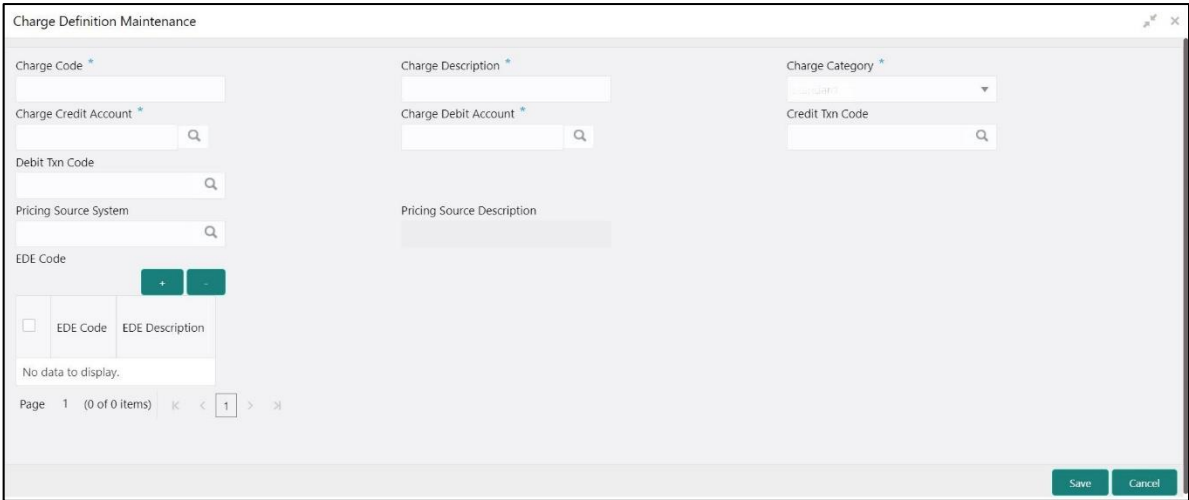 Charge Definition Maintenance
Charge Code * Charge Description * Charge Category *
Charge Credit Account * Charge Debit Account * Credit Txn Code
Debit Txn Code
Pricing Source System Pricing Source Description
EDE Code
+ -
EDE Code EDE Description
No data to display.
Page 1 (0 of 0 items) 1
Save Cancel